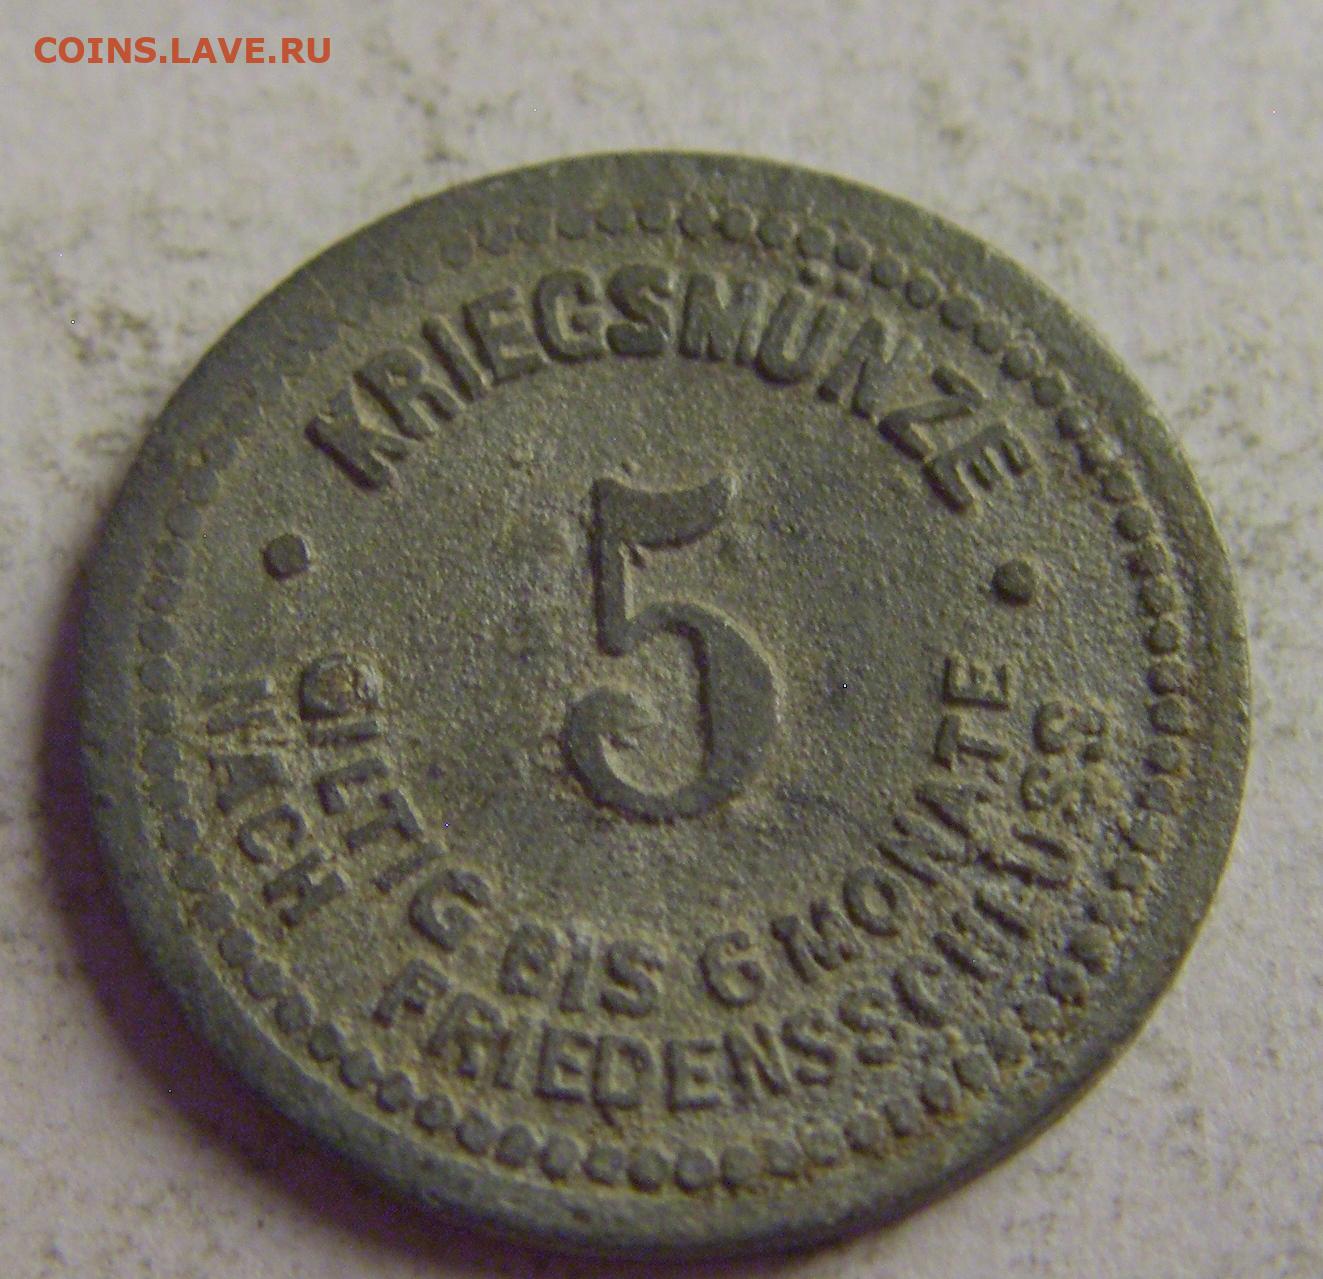 COINS.LAVE.RU
KRIEGSMÜNZE
5
GILTIG BIS 6 MONATE
NACH FRIEDENSSCHLUSS